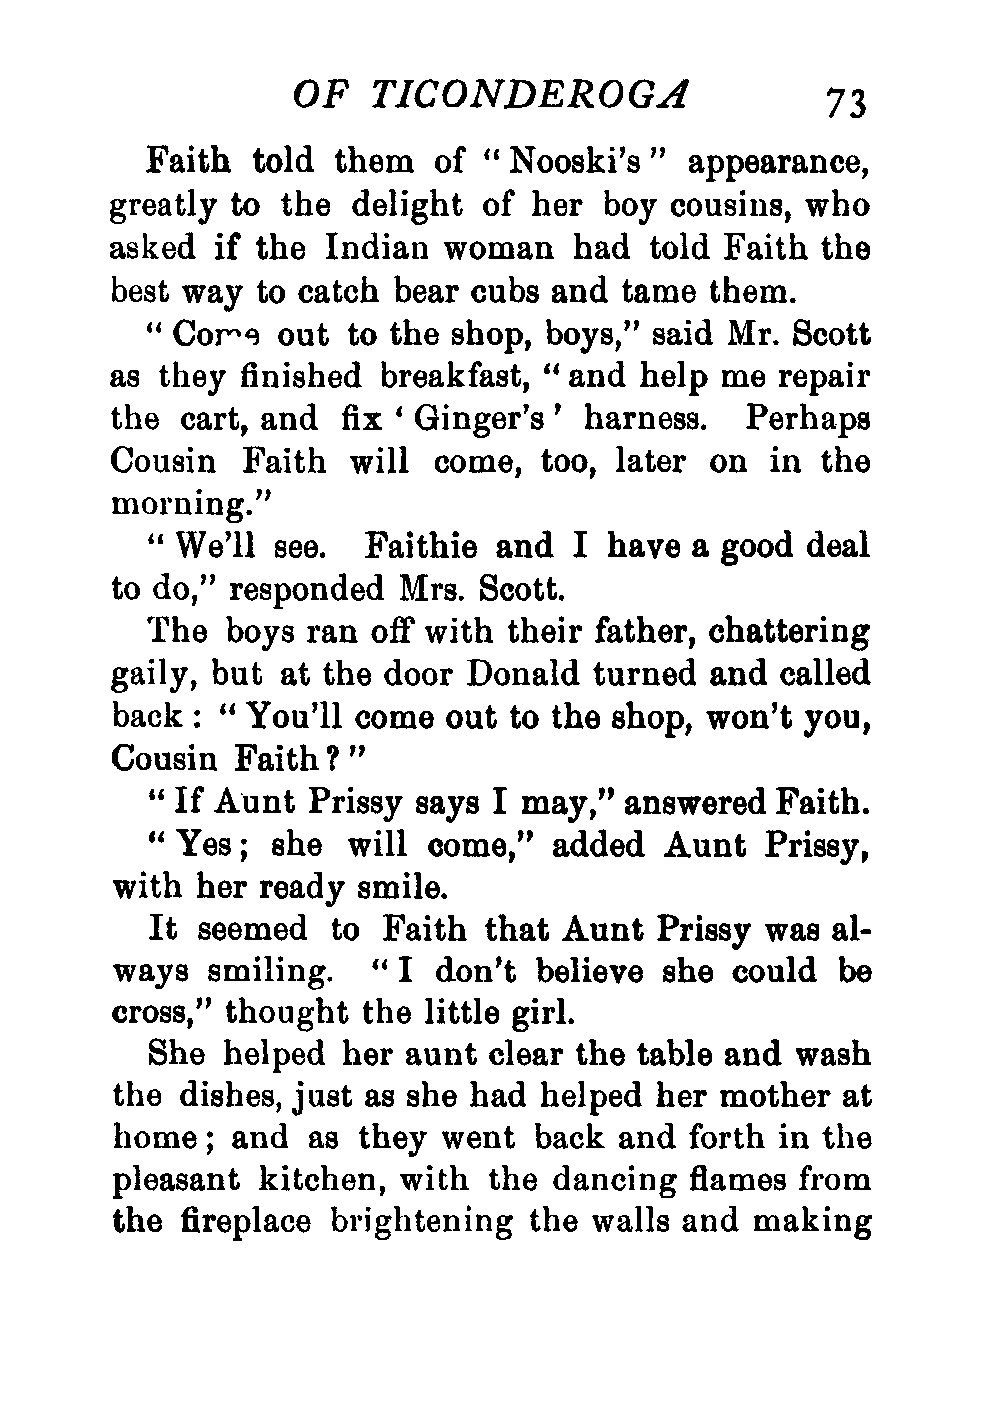 OF TICONDEROGA 73
Faith told them of “Nooski’s” appearance,
greatly to the delight of her boy cousins, who
asked if the Indian woman had told Faith the
best way to catch bear cubs and tame them.
“Come out to the shop, boys,” said Mr. Scott
as they finished breakfast, “and help me repair
the cart, and fix ‘Ginger’s’ harness. Perhaps
Cousin Faith will come, too, later on in the
morning.”
“We’ll see. Faithie and I have a good deal
to do,” responded Mrs. Scott.
The boys ran off with their father, chattering
gaily, but at the door Donald turned and called
back: “You’ll come out to the shop, won’t you,
Cousin Faith?”
“If Aunt Prissy says I may,” answered Faith.
“Yes; she will come,” added Aunt Prissy,
with her ready smile.
It seemed to Faith that Aunt Prissy was al-
ways smiling. “I don’t believe she could be
cross,” thought the little girl.
She helped her aunt clear the table and wash
the dishes, just as she had helped her mother at
home; and as they went back and forth in the
pleasant kitchen, with the dancing flames from
the fireplace brightening the walls and making